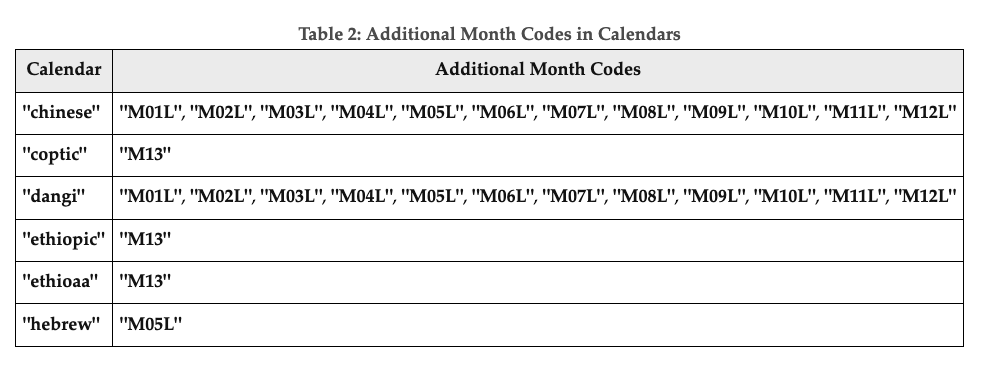 Table 2: Additional Month Codes in Calendars
Calendar Additional Month Codes
"chinese" "M01L", "M02L", "M03L", "M04L", "M05L", "M06L", "M07L", "M08L", "M09L", "M10L", "M11L", "M12L"
"coptic" "M13"
"dangi" "M01L", "M02L", "M03L", "M04L", "M05L", "M06L", "M07L", "M08L", "M09L", "M10L", "M11L", "M12L"
"ethiopic" "M13"
"ethioaa" "M13"
"hebrew" "M05L"